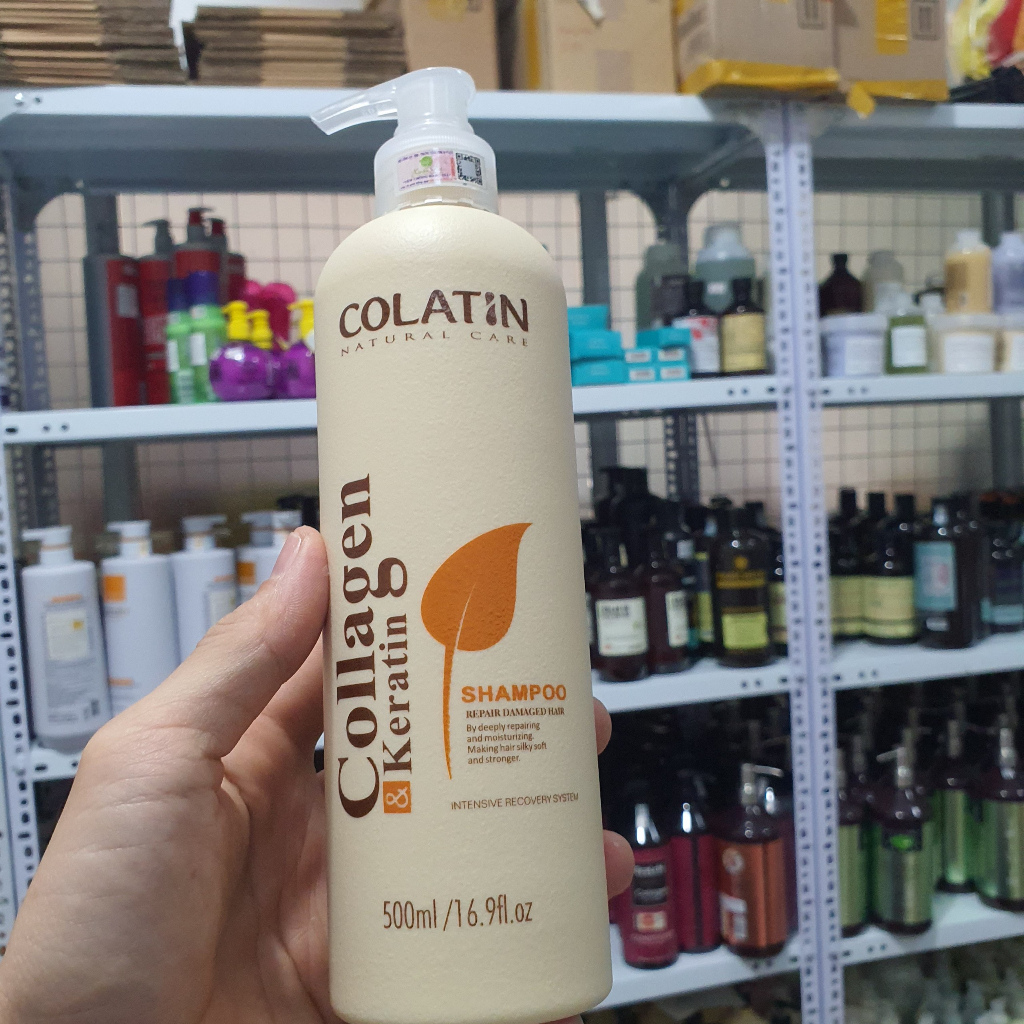 COLATIN
NATURAL CARE
Collagen
& Keratin
SHAMPOO
REPAIR DAMAGED HAIR
By deeply repairing
and moisturizing.
Making hair silky soft
and stronger.
INTENSIVE RECOVERY SYSTEM
500ml /16.9fl.oz